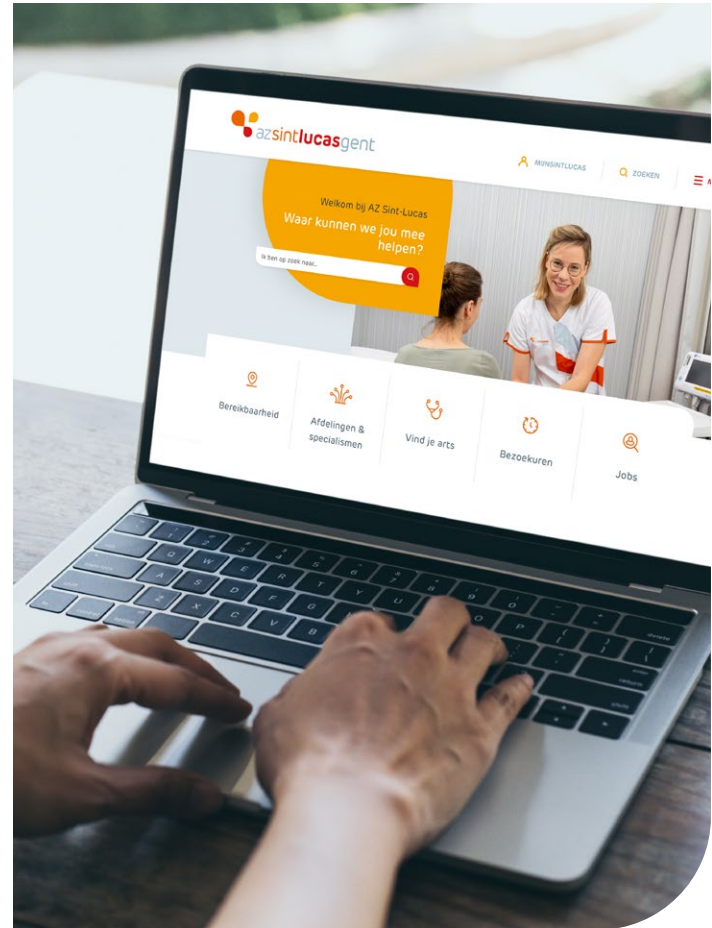 azsintlucasgent
MIJNSINTLUCAS
ZOEKEN
Welkom bij AZ Sint-Lucas
Waar kunnen we jou mee
helpen?
Ik ben op zoek naar...
Bereikbaarheid
Afdelingen &
specialismen
Vind je arts
Bezoekuren
Jobs